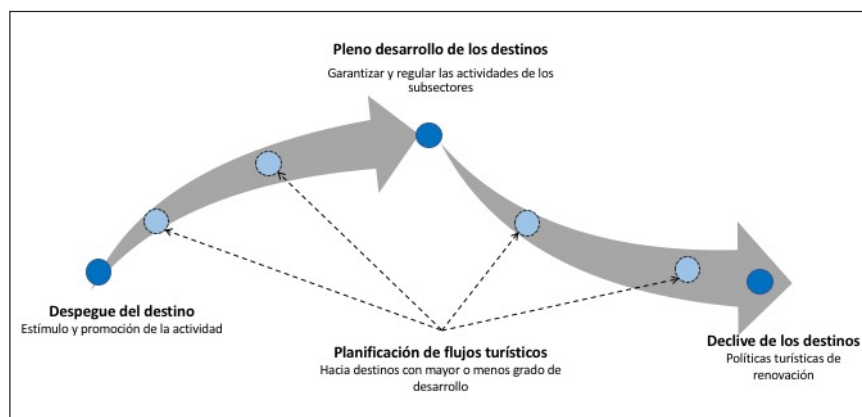 Pleno desarrollo de los destinos
Garantizar y regular las actividades de los
subsectores
Despegue del destino
Estímulo y promoción de la actividad
Planificación de flujos turísticos
Hacia destinos con mayor o menos grado de
desarrollo
Declive de los destinos
Políticas turísticas de
renovación